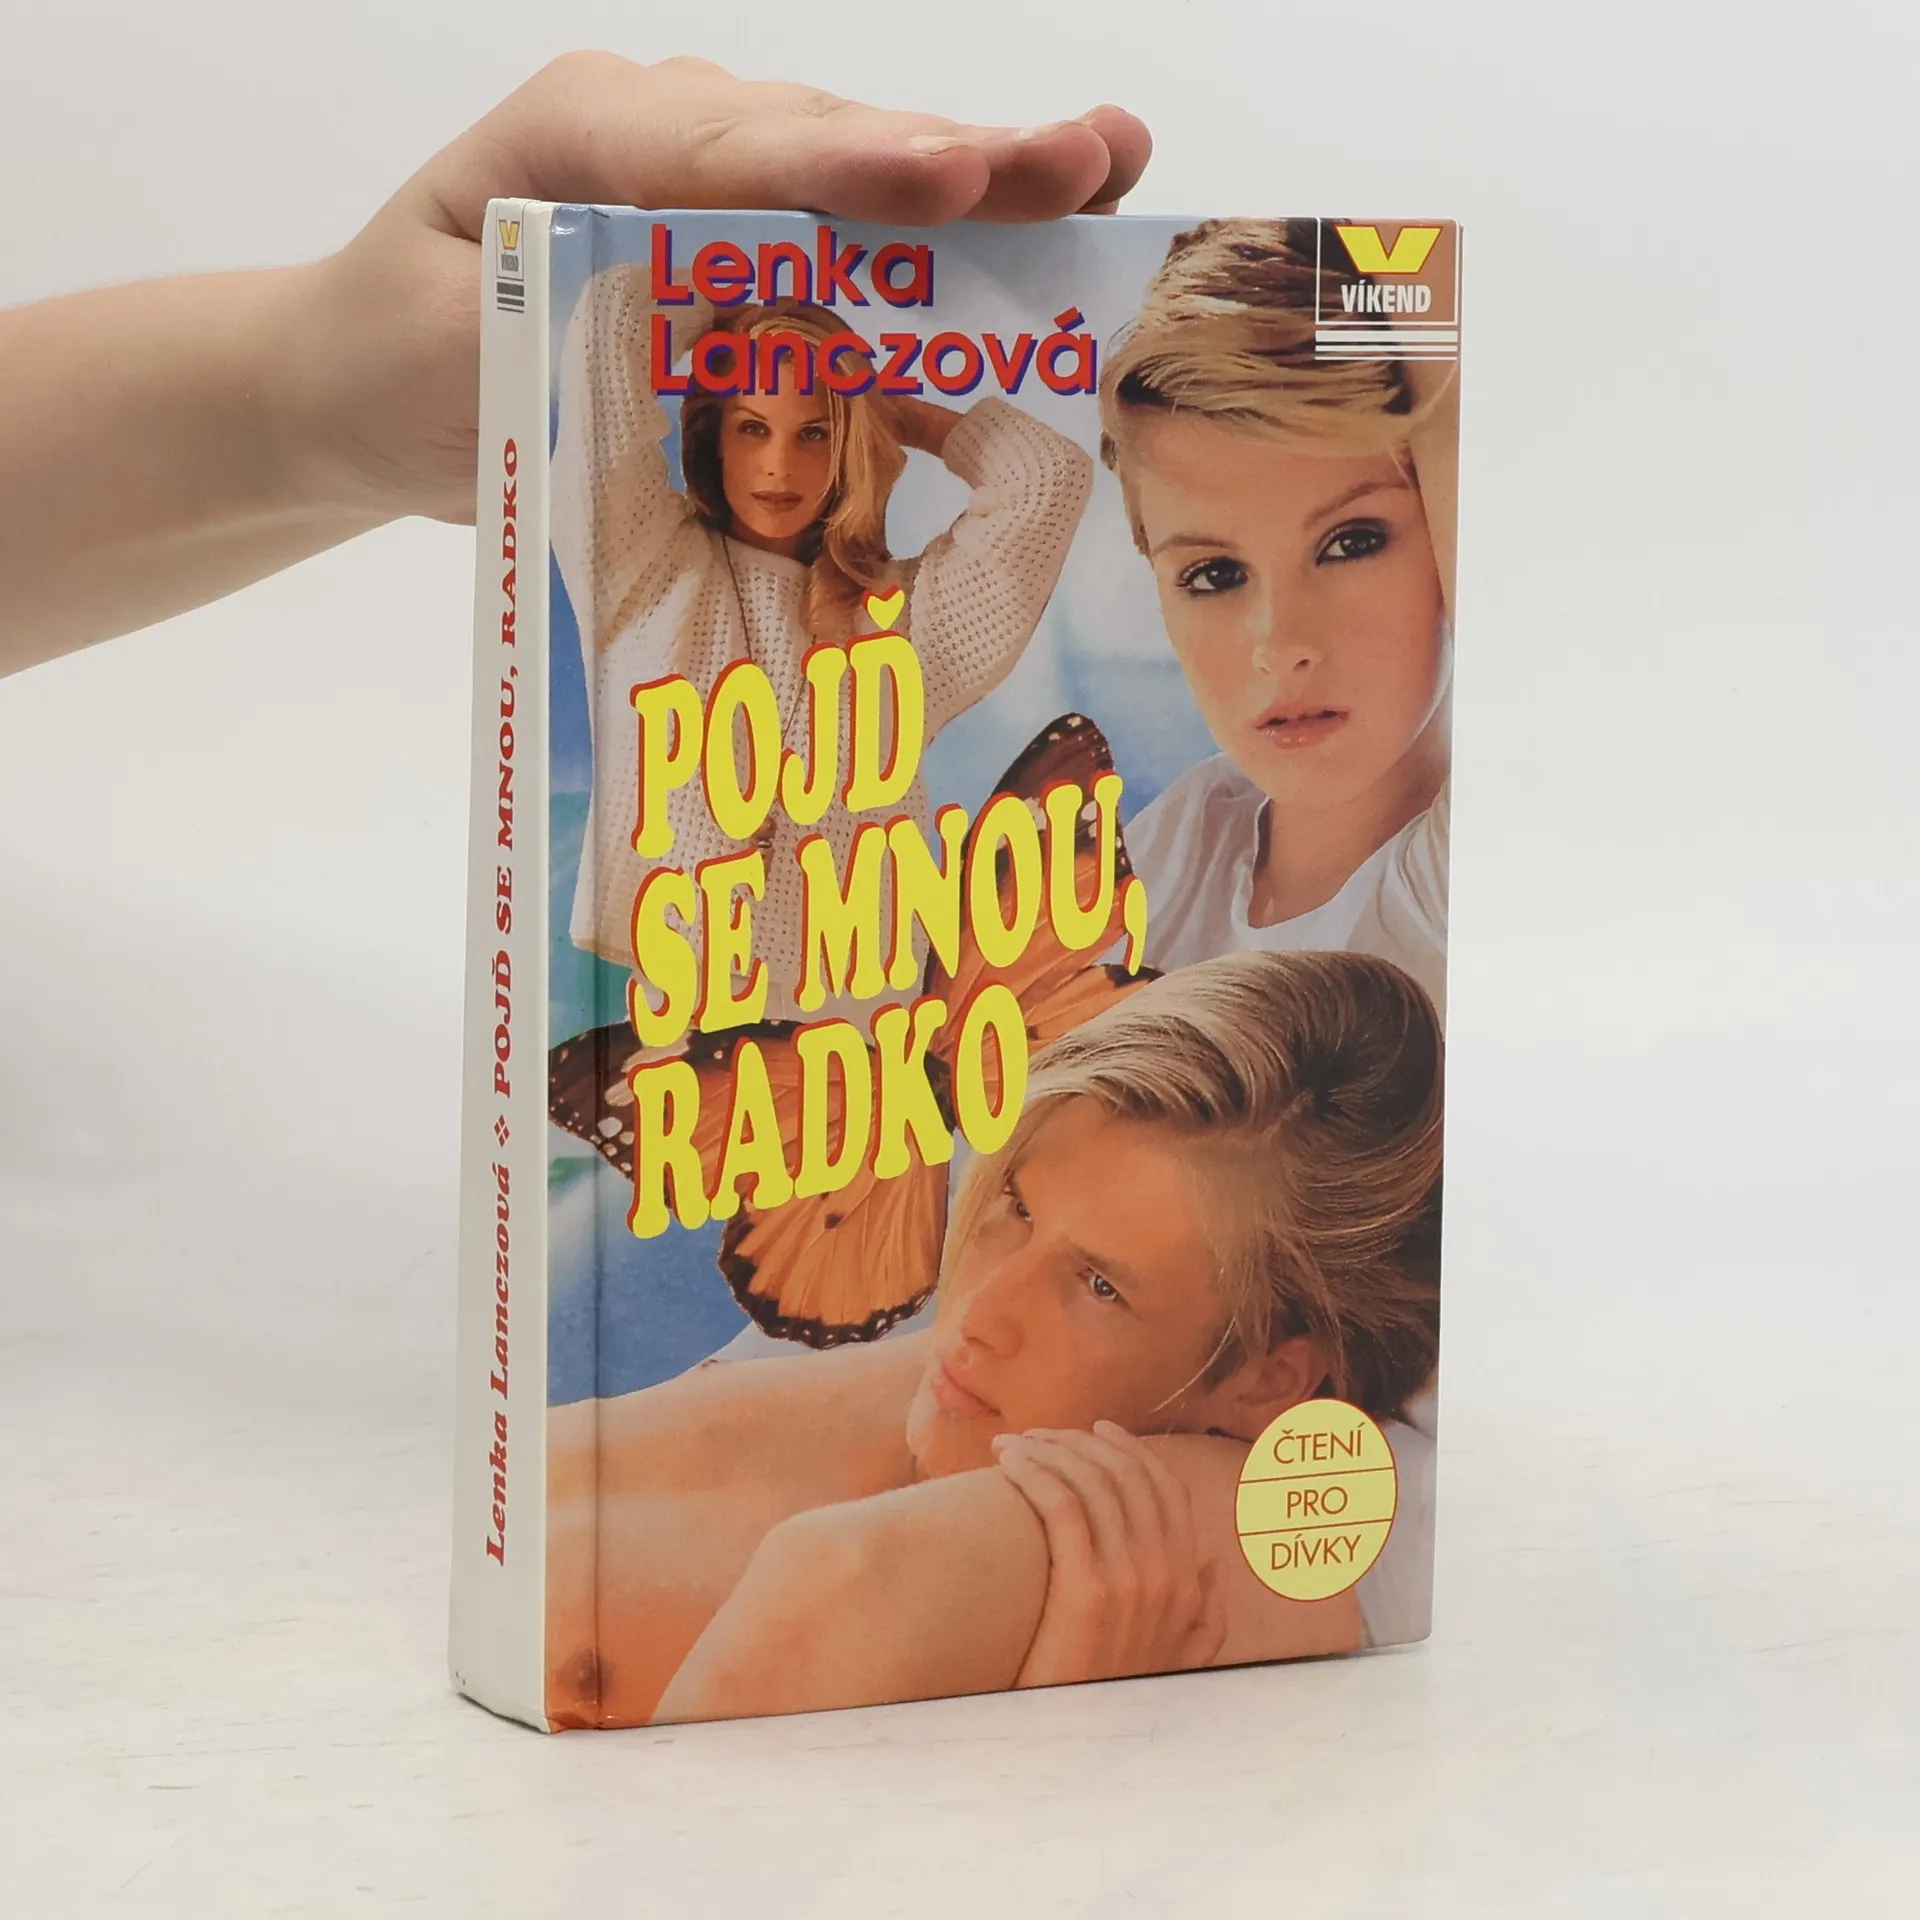 Lenka
Lanczová
V
VÍKEND
POJĎ
SE MNOU,
RADKO
ČTENÍ
PRO
DÍVKY
V
VÍKEND
Lenka Lanczová ❖ POJĎ SE MNOU, RADKO